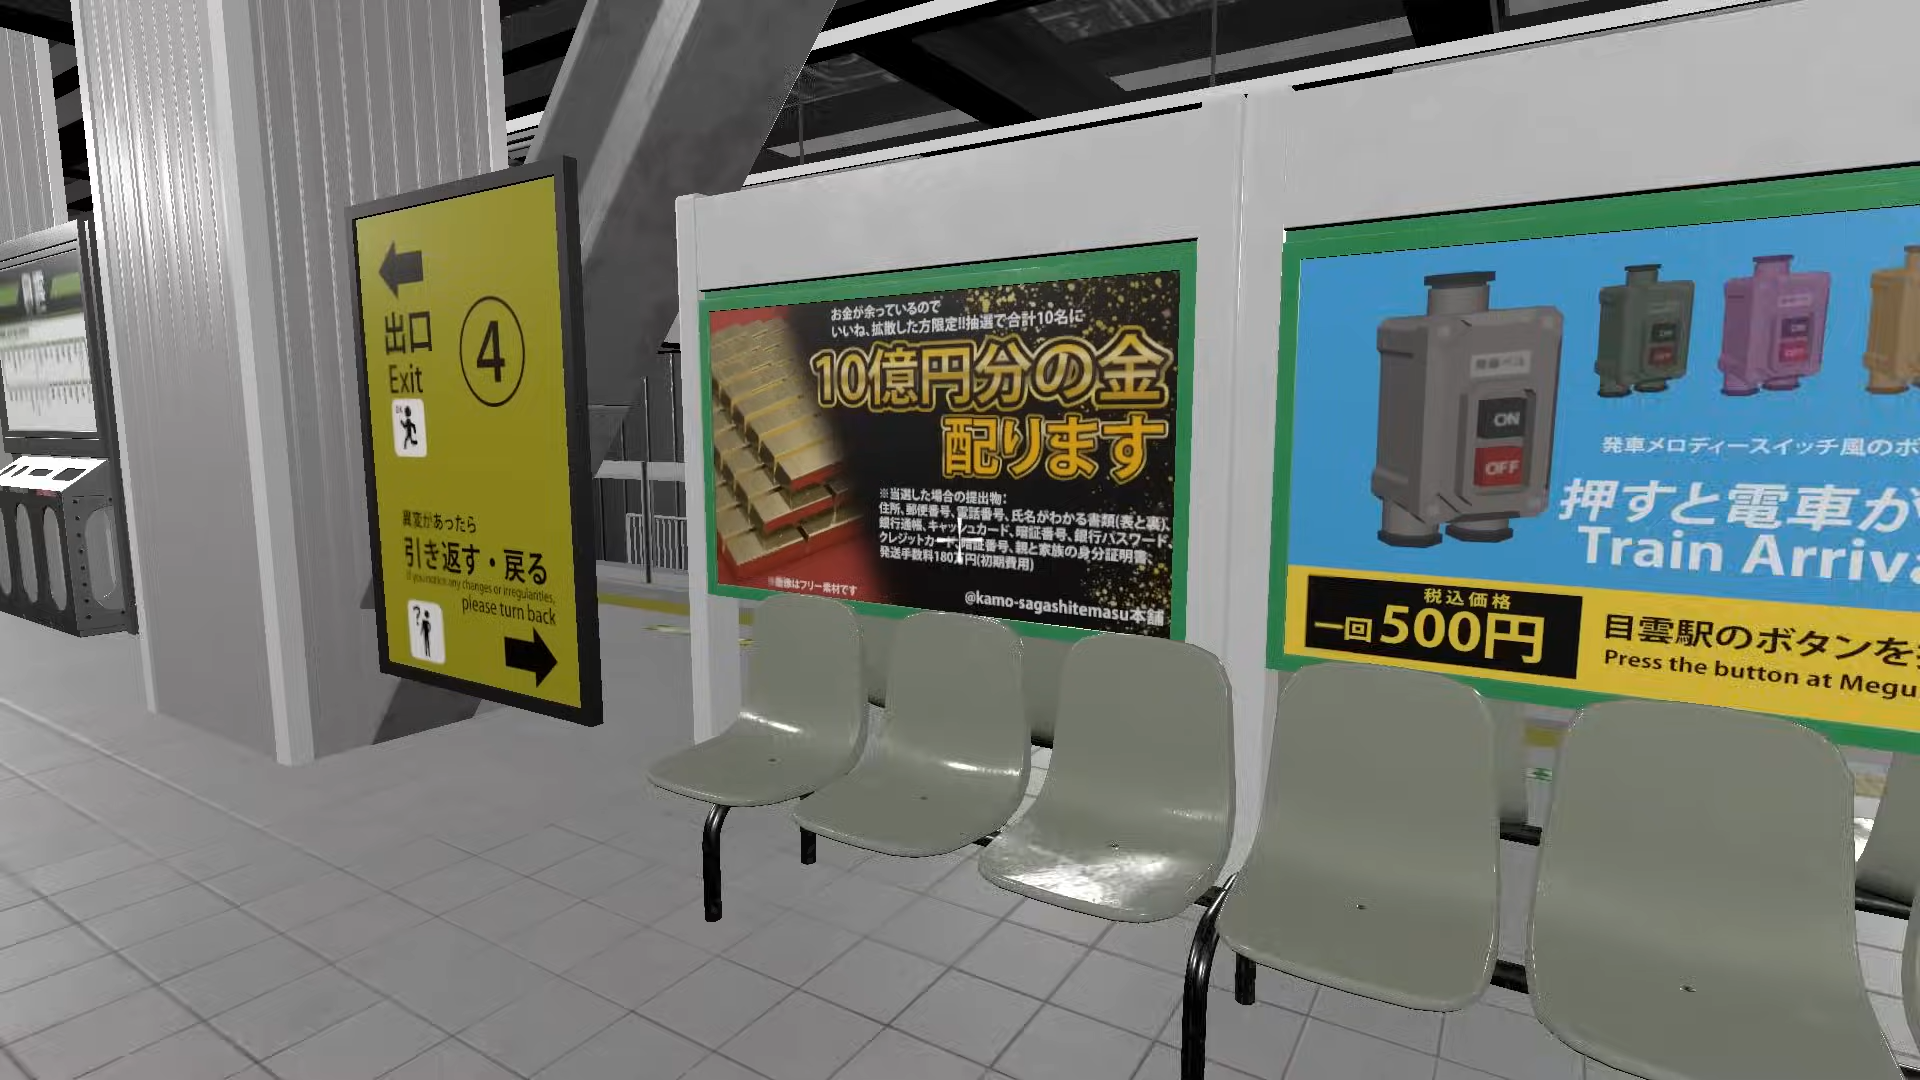 出口
Exit
4
異変があったら
引き返す・戻る
If you notice any changes or irregularities,
please turn back
?
お金が余っているので
いいね、拡散した方限定!!抽選で合計10名に
10億円分の金
配ります
※当選した場合の提出物:
住所、郵便番号、電話番号、氏名がわかる書類(表と裏)、
銀行通帳、キャッシュカード、暗証番号、銀行パスワード、
クレジットカード、暗証番号、親と家族の身分証明書、
発送手数料180万円(初期費用)
※画像はフリー素材です
@kamo-sagashitemasu本舗
ON
OFF
発車メロディースイッチ風のボ
押すと電車が
Train Arriva
税込価格
一回500円
目雲駅のボタンを
Press the button at Megu